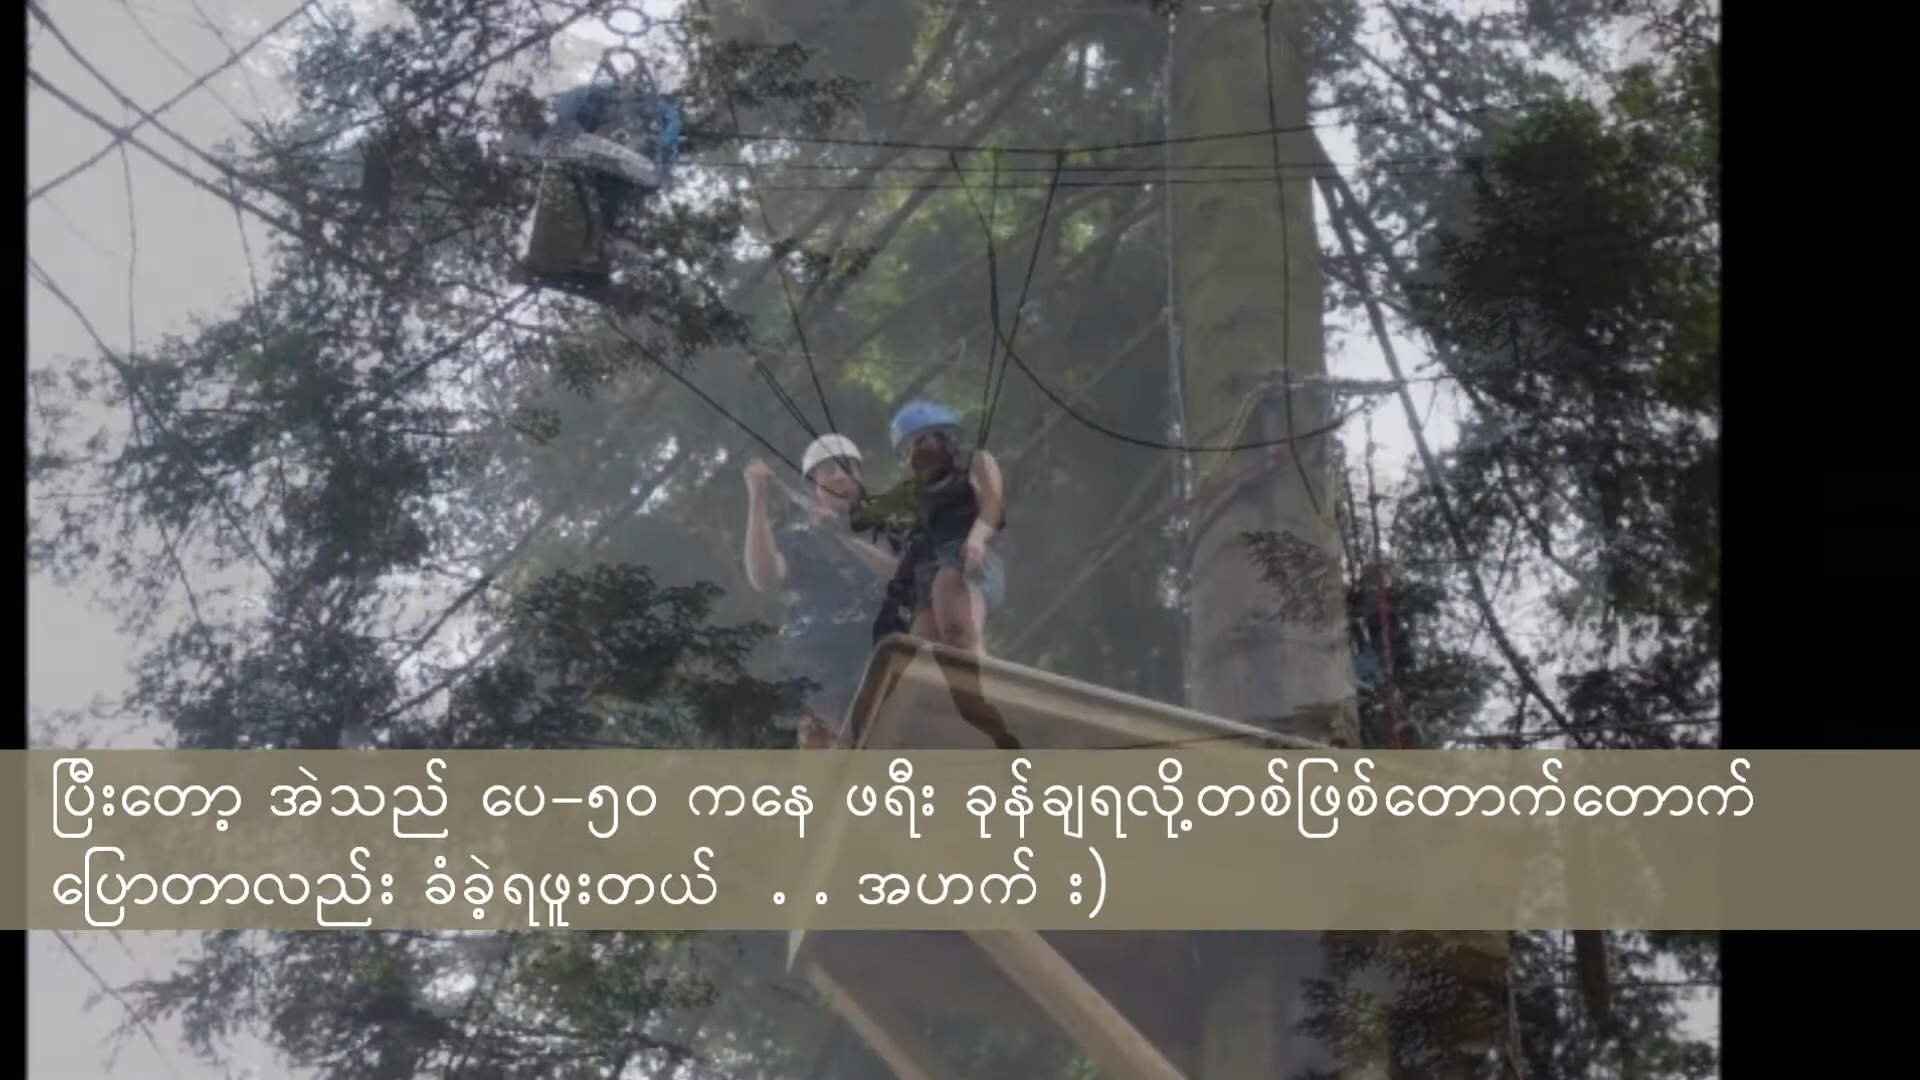 ပြီးတော့ အဲသည် ပေ–၅၀ ကနေ ဖရီး ခုန်ချရလို့တစ်ဖြစ်တောက်တောက်
ပြောတာလည်း ခံခဲ့ရဖူးတယ် . . အဟက် း)